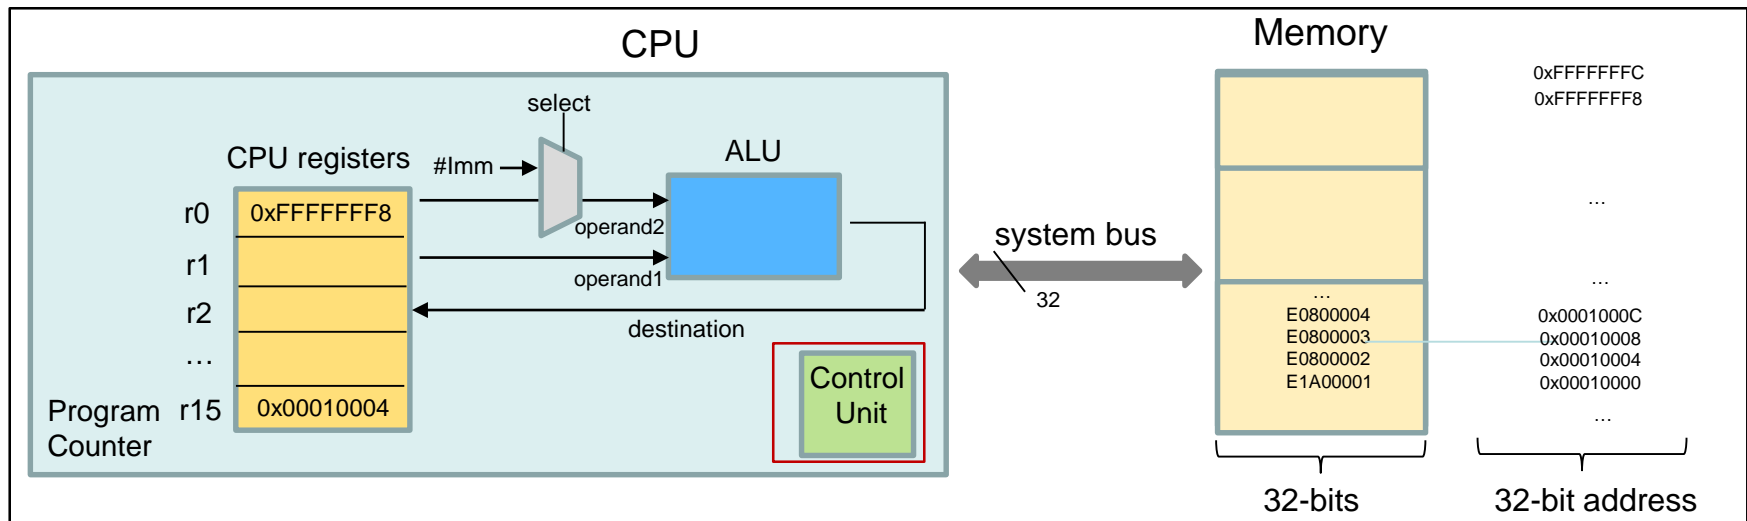 CPU
Memory
select
CPU registers
#Imm
ALU
r0
0xFFFFFFF8
operand2
r1
operand1
r2
destination
…
Program
Counter
r15
0x00010004
Control
Unit
system bus
32
0xFFFFFFFC
0xFFFFFFF8
…
…
…
E0800004
0x0001000C
E0800003
0x00010008
E0800002
0x00010004
E1A00001
0x00010000
…
32-bits
32-bit address